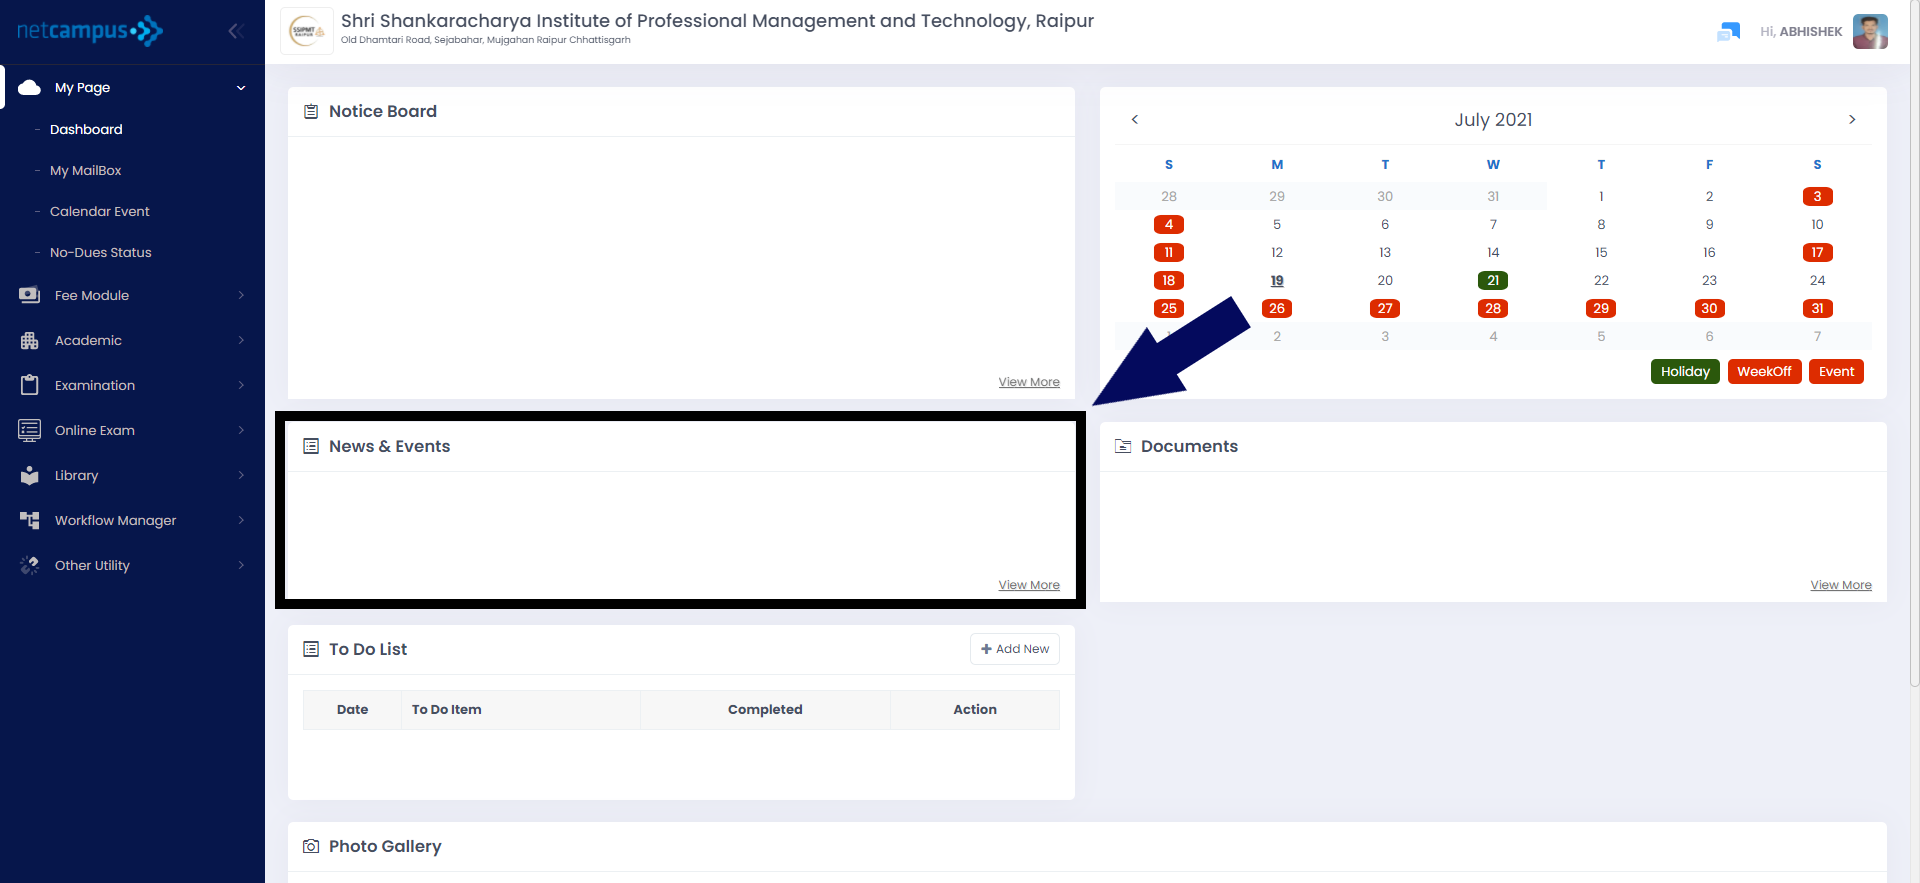 netcampus
My Page
Dashboard
My MailBox
Calendar Event
No-Dues Status
Fee Module
Academic
Examination
Online Exam
Library
Workflow Manager
Other Utility
SSIPMT
RAIPUR
Shri Shankaracharya Institute of Professional Management and Technology, Raipur
Old Dhamtari Road, Sejabahar, Mujgahan Raipur Chhattisgarh
Hi, ABHISHEK
Notice Board
View More
July 2021
S M T W T F S
28 29 30 31 1 2 3
4 5 6 7 8 9 10
11 12 13 14 15 16 17
18 19 20 21 22 23 24
25 26 27 28 29 30 31
1 2 3 4 5 6 7
Holiday WeekOff Event
News & Events
View More
Documents
View More
To Do List
Add New
Date To Do Item Completed Action
Photo Gallery